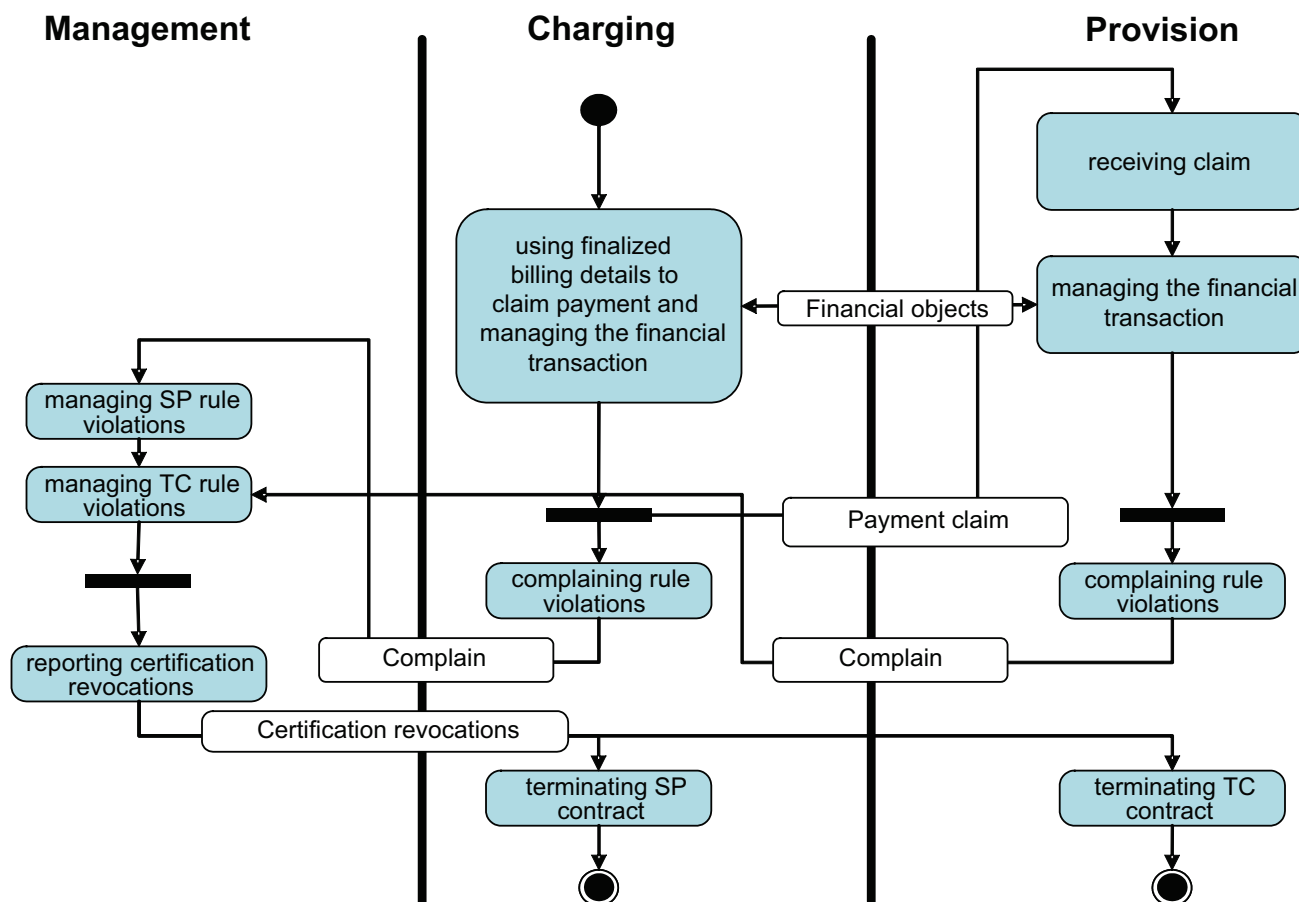 Management
Charging
Provision
receiving claim
using finalized
billing details to
claim payment and
managing the financial
transaction
Financial objects
managing the financial
transaction
managing SP rule
violations
managing TC rule
violations
Payment claim
complaining rule
violations
complaining rule
violations
reporting certification
revocations
Complain
Complain
Certification revocations
terminating SP
contract
terminating TC
contract